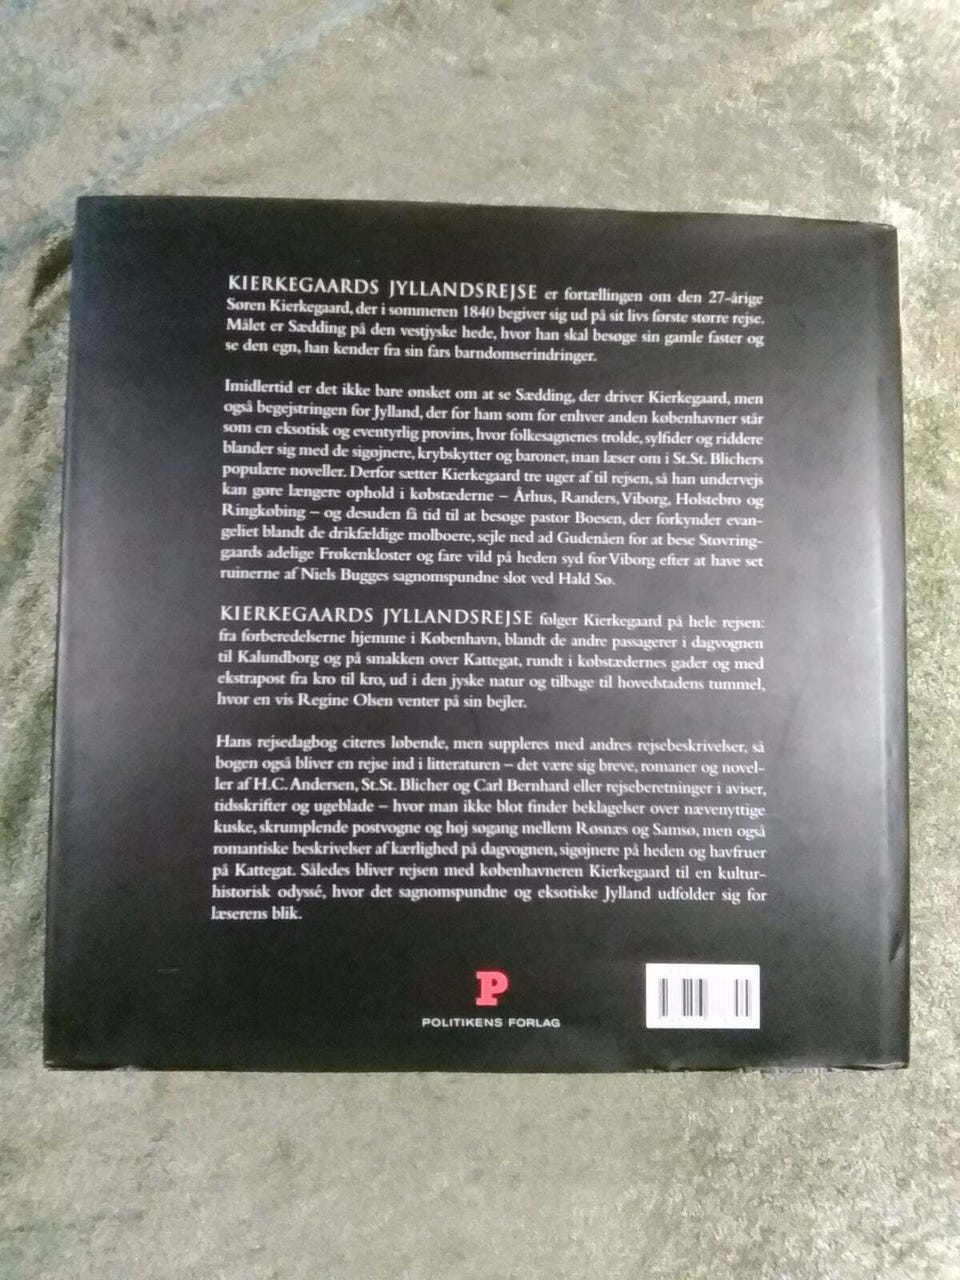 KIERKEGAARDS JYLLANDSREJSE er fortællingen om den 27-årige
Søren Kierkegaard, der i sommeren 1840 begiver sig ud på sit livs første større rejse.
Målet er Sædding på den vestjyske hede, hvor han skal besøge sin gamle faster og
se den egn, han kender fra sin fars barndomserindringer.
Imidlertid er det ikke bare ønsket om at se Sædding, der driver Kierkegaard, men
også begejstringen for Jylland, der for ham som for enhver anden københavner står
som en eksotisk og eventyrlig provins, hvor folkesagnenes trolde, sylfider og riddere
blander sig med de sigøjnere, krybskytter og baroner, man læser om i St.St. Blichers
populære noveller. Derfor sætter Kierkegaard tre uger af til rejsen, så han undervejs
kan gøre længere ophold i købstæderne – Århus, Randers, Viborg, Holstebro og
Ringkøbing – og desuden få tid til at besøge pastor Boesen, der forkynder evan-
geliet blandt de drikfældige molboere, sejle ned ad Gudenåen for at bese Støvring-
gaards adelige Frøkenkloster og fare vild på heden syd for Viborg efter at have set
ruinerne af Niels Bugges sagnomspundne slot ved Hald Sø.
KIERKEGAARDS JYLLANDSREJSE følger Kierkegaard på hele rejsen:
fra forberedelserne hjemme i København, blandt de andre passagerer i dagvognen
til Kalundborg og på smakken over Kattegat, rundt i købstædernes gader og med
ekstrapost fra kro til kro, ud i den jyske natur og tilbage til hovedstadens tummel,
hvor en vis Regine Olsen venter på sin bejler.
Hans rejsedagbog citeres løbende, men suppleres med andres rejsebeskrivelser, så
bogen også bliver en rejse ind i litteraturen – det være sig breve, romaner og novel-
ler af H.C. Andersen, St.St. Blicher og Carl Bernhard eller rejseberetninger i aviser,
tidsskrifter og ugeblade – hvor man ikke blot finder beklagelser over nævenyttige
kuske, skrumplende postvogne og høj søgang mellem Røsnæs og Samsø, men også
romantiske beskrivelser af kærlighed på dagvognen, sigøjnere på heden og havfruer
på Kattegat. Således bliver rejsen med københavneren Kierkegaard til en kultur-
historisk odyssé, hvor det sagnomspundne og eksotiske Jylland udfolder sig for
læserens blik.
P
POLITIKENS FORLAG